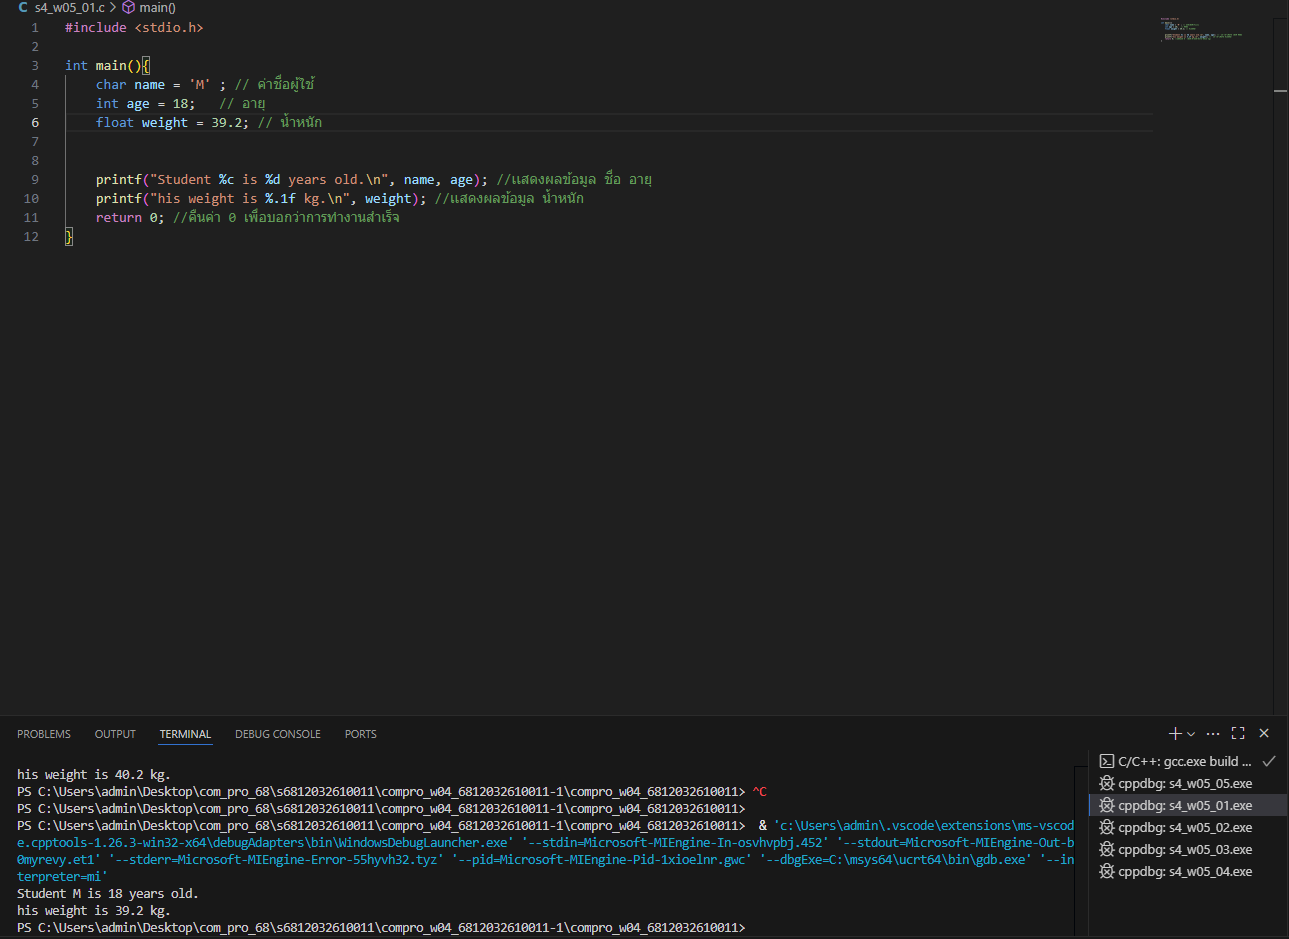 C s4_w05_01.c > main()
1 #include <stdio.h>
2
3 int main(){
4 char name = 'M' ; // ค่าชื่อผู้ใช้
5 int age = 18; // อายุ
6 float weight = 39.2; // น้ำหนัก
7
8
9 printf("Student %c is %d years old.\n", name, age); //แสดงผลข้อมูล ชื่อ อายุ
10 printf("his weight is %.1f kg.\n", weight); //แสดงผลข้อมูล น้ำหนัก
11 return 0; //คืนค่า 0 เพื่อบอกว่าการทำงานสำเร็จ
12 }
PROBLEMS OUTPUT TERMINAL DEBUG CONSOLE PORTS
his weight is 40.2 kg.
PS C:\Users\admin\Desktop\com_pro_68\s6812032610011\compro_w04_6812032610011-1\compro_w04_6812032610011> ^C
PS C:\Users\admin\Desktop\com_pro_68\s6812032610011\compro_w04_6812032610011-1\compro_w04_6812032610011>
PS C:\Users\admin\Desktop\com_pro_68\s6812032610011\compro_w04_6812032610011-1\compro_w04_6812032610011> & 'c:\Users\admin\.vscode\extensions\ms-vscod
e.cpptools-1.26.3-win32-x64\debugAdapters\bin\WindowsDebugLauncher.exe' '--stdin=Microsoft-MIEngine-In-osvhvpbj.452' '--stdout=Microsoft-MIEngine-Out-b
0myrevy.et1' '--stderr=Microsoft-MIEngine-Error-55hyvh32.tyz' '--pid=Microsoft-MIEngine-Pid-1xioelnr.gwc' '--dbgExe=C:\msys64\ucrt64\bin\gdb.exe' '--in
terpreter=mi'
Student M is 18 years old.
his weight is 39.2 kg.
PS C:\Users\admin\Desktop\com_pro_68\s6812032610011\compro_w04_6812032610011-1\compro_w04_6812032610011>
C/C++: gcc.exe build ...
cppdbg: s4_w05_05.exe
cppdbg: s4_w05_01.exe
cppdbg: s4_w05_02.exe
cppdbg: s4_w05_03.exe
cppdbg: s4_w05_04.exe